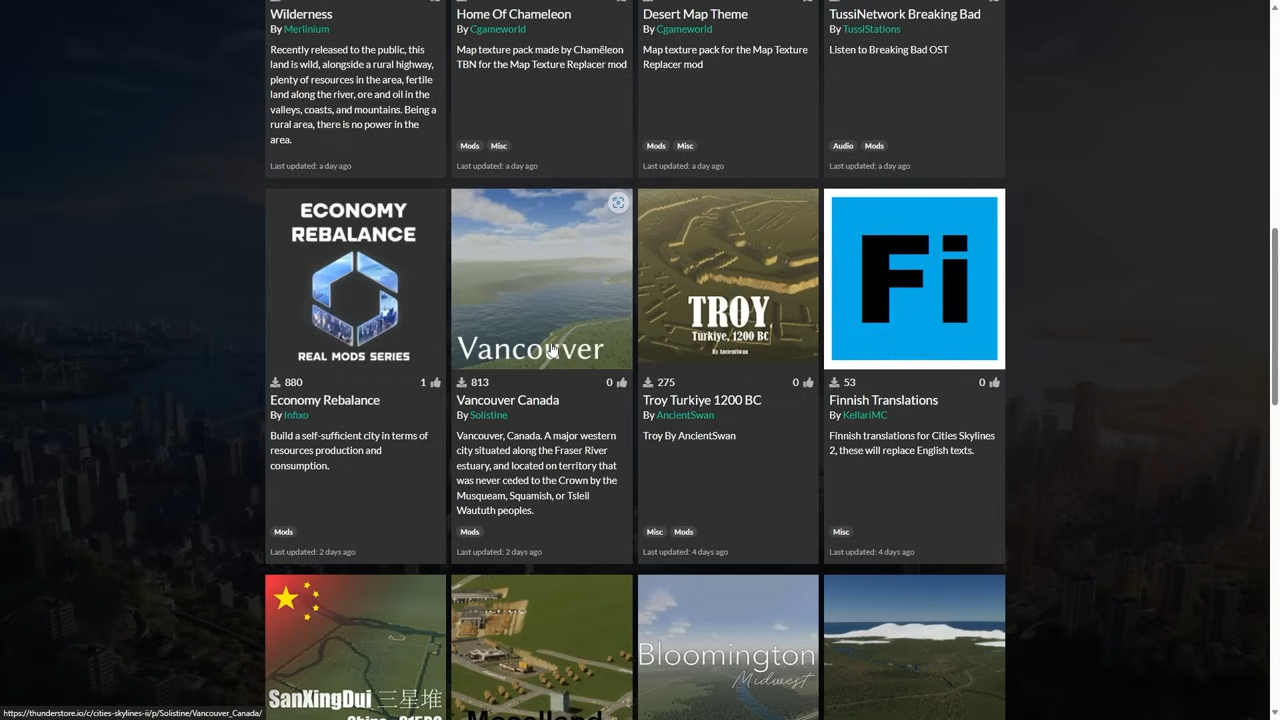 Wilderness
By Merlinium
Recently released to the public, this
land is wild, alongside a rural highway,
plenty of resources in the area, fertile
land along the river, ore and oil in the
valleys, coasts, and mountains. Being a
rural area, there is no power in the
area.
Last updated: a day ago
Home Of Chameleon
By Cgameworld
Map texture pack made by Chamëleon
TBN for the Map Texture Replacer mod
Mods Misc
Last updated: a day ago
Desert Map Theme
By Cgameworld
Map texture pack for the Map Texture
Replacer mod
Mods Misc
Last updated: a day ago
TussiNetwork Breaking Bad
By TussiStations
Listen to Breaking Bad OST
Audio Mods
Last updated: a day ago
ECONOMY
REBALANCE
REAL MODS SERIES
880 1
Economy Rebalance
By Infixo
Build a self-sufficient city in terms of
resources production and
consumption.
Mods
Last updated: 2 days ago
Vancouver
813 0
Vancouver Canada
By Solistine
Vancouver, Canada. A major western
city situated along the Fraser River
estuary, and located on territory that
was never ceded to the Crown by the
Musqueam, Squamish, or Tsleil
Waututh peoples.
Mods
Last updated: 2 days ago
TROY
Turkiye, 1200 BC
By AncientSwan
275 0
Troy Turkiye 1200 BC
By AncientSwan
Troy By AncientSwan
Misc Mods
Last updated: 4 days ago
Fi
53 0
Finnish Translations
By KellariMC
Finnish translations for Cities Skylines
2, these will replace English texts.
Misc
Last updated: 4 days ago
SanXingDui 三星堆
Bloomington
Midwest
https://thunderstore.io/c/cities-skylines-ii/p/Solistine/Vancouver_Canada/